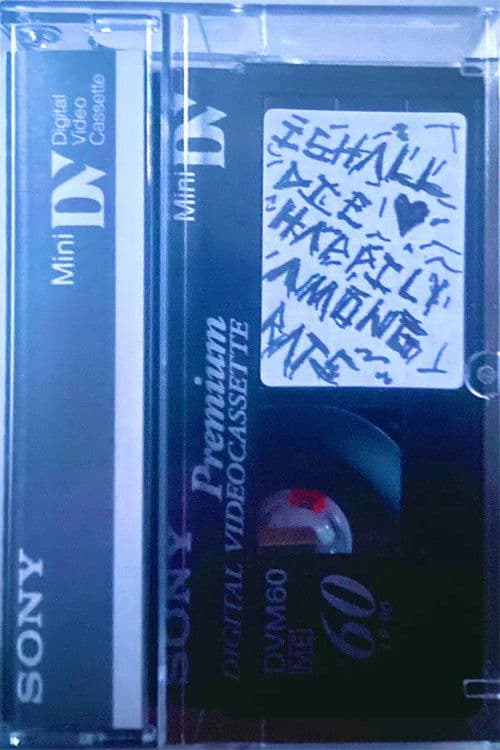 SONY
Mini DV
Digital
Video
Cassette
Mini DV
Premium
DIGITAL VIDEOCASSETTE
SONY
DVM60
ME
60
I SHALL
DIE ♥
HAPPILY
AMONG